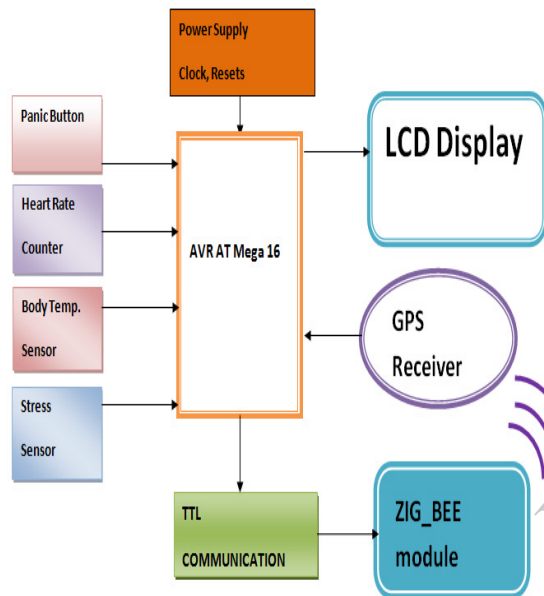 Power Supply
Clock, Resets
Panic Button
Heart Rate
Counter
Body Temp.
Sensor
Stress
Sensor
AVR AT Mega 16
LCD Display
GPS
Receiver
TTL
COMMUNICATION
ZIG_BEE
module